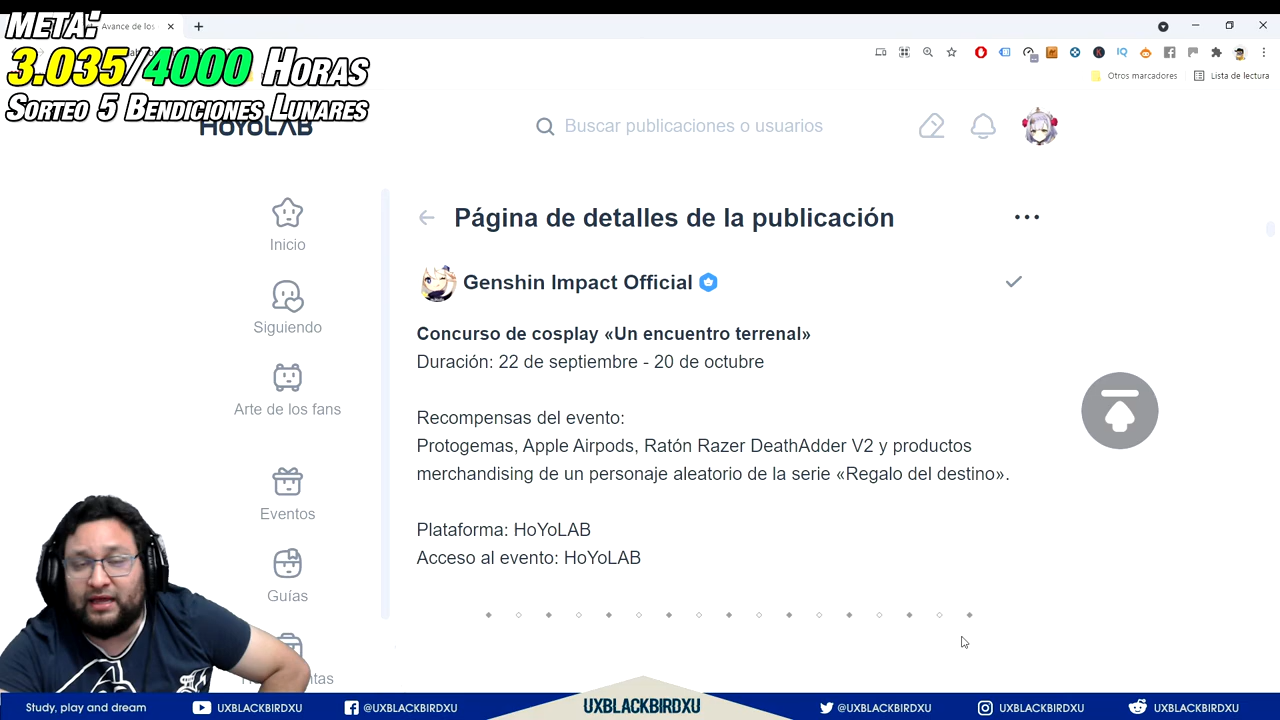 META:
3.035/4000 HORAS
SORTEO 5 BENDICIONES LUNARES
Avance de los
Otros marcadores
Lista de lectura
HOYOLAB
Buscar publicaciones o usuarios
Inicio
Siguiendo
Arte de los fans
Eventos
Guías
Página de detalles de la publicación
Genshin Impact Official
Concurso de cosplay «Un encuentro terrenal»
Duración: 22 de septiembre - 20 de octubre
Recompensas del evento:
Protogemas, Apple Airpods, Ratón Razer DeathAdder V2 y productos
merchandising de un personaje aleatorio de la serie «Regalo del destino».
Plataforma: HoYoLAB
Acceso al evento: HoYoLAB
Study, play and dream
UXBLACKBIRDXU
@UXBLACKBIRDXU
UXBLACKBIRDXU
@UXBLACKBIRDXU
UXBLACKBIRDXU
UXBLACKBIRDXU